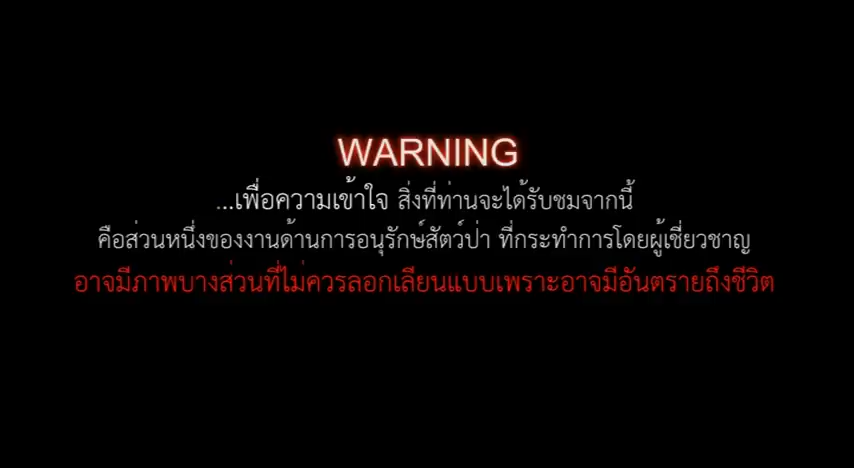 WARNING
...เพื่อความเข้าใจ สิ่งที่ท่านจะได้รับชมจากนี้
คือส่วนหนึ่งของงานด้านการอนุรักษ์สัตว์ป่า ที่กระทำการโดยผู้เชี่ยวชาญ
อาจมีภาพบางส่วนที่ไม่ควรลอกเลียนแบบเพราะอาจมีอันตรายถึงชีวิต